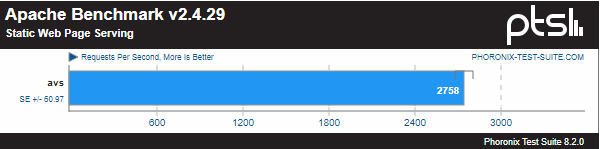 Apache Benchmark v2.4.29
Static Web Page Serving
ptsl
Requests Per Second, More Is Better
PHORONIX-TEST-SUITE.COM
avs
SE +/- 60.97
2758
600
1200
1800
2400
3000
Phoronix Test Suite 8.2.0